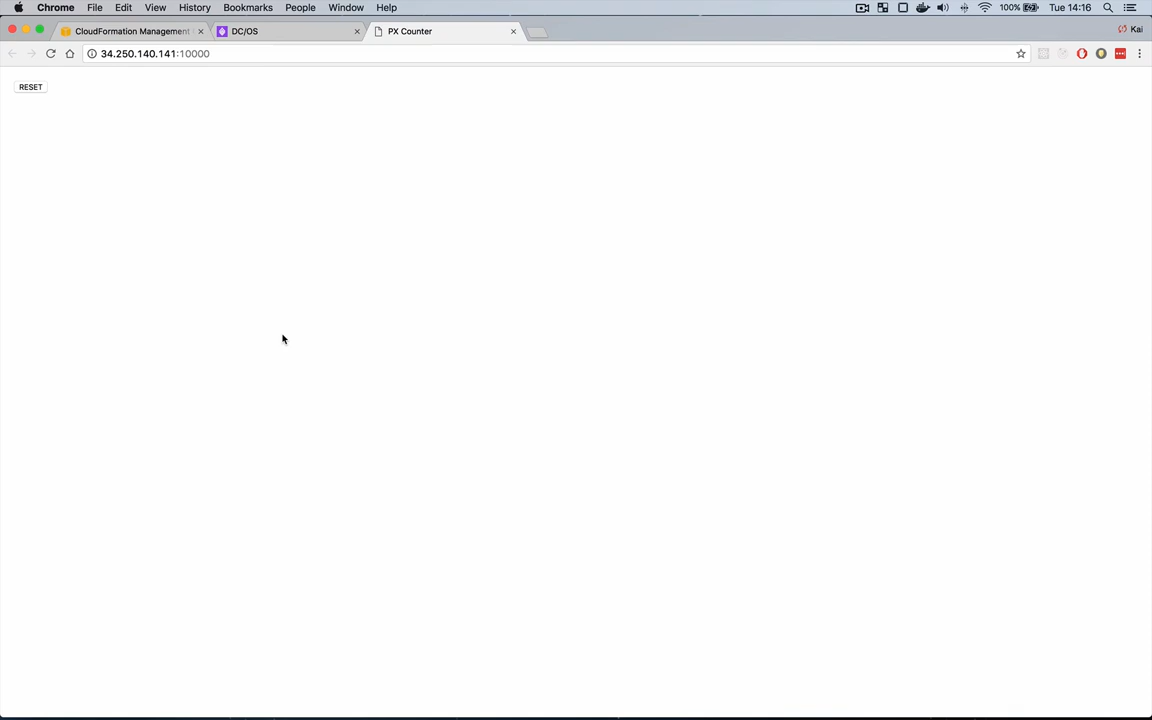 Chrome File Edit View History Bookmarks People Window Help 100% Tue 14:16
CloudFormation Management DC/OS PX Counter Kai
34.250.140.141:10000
RESET